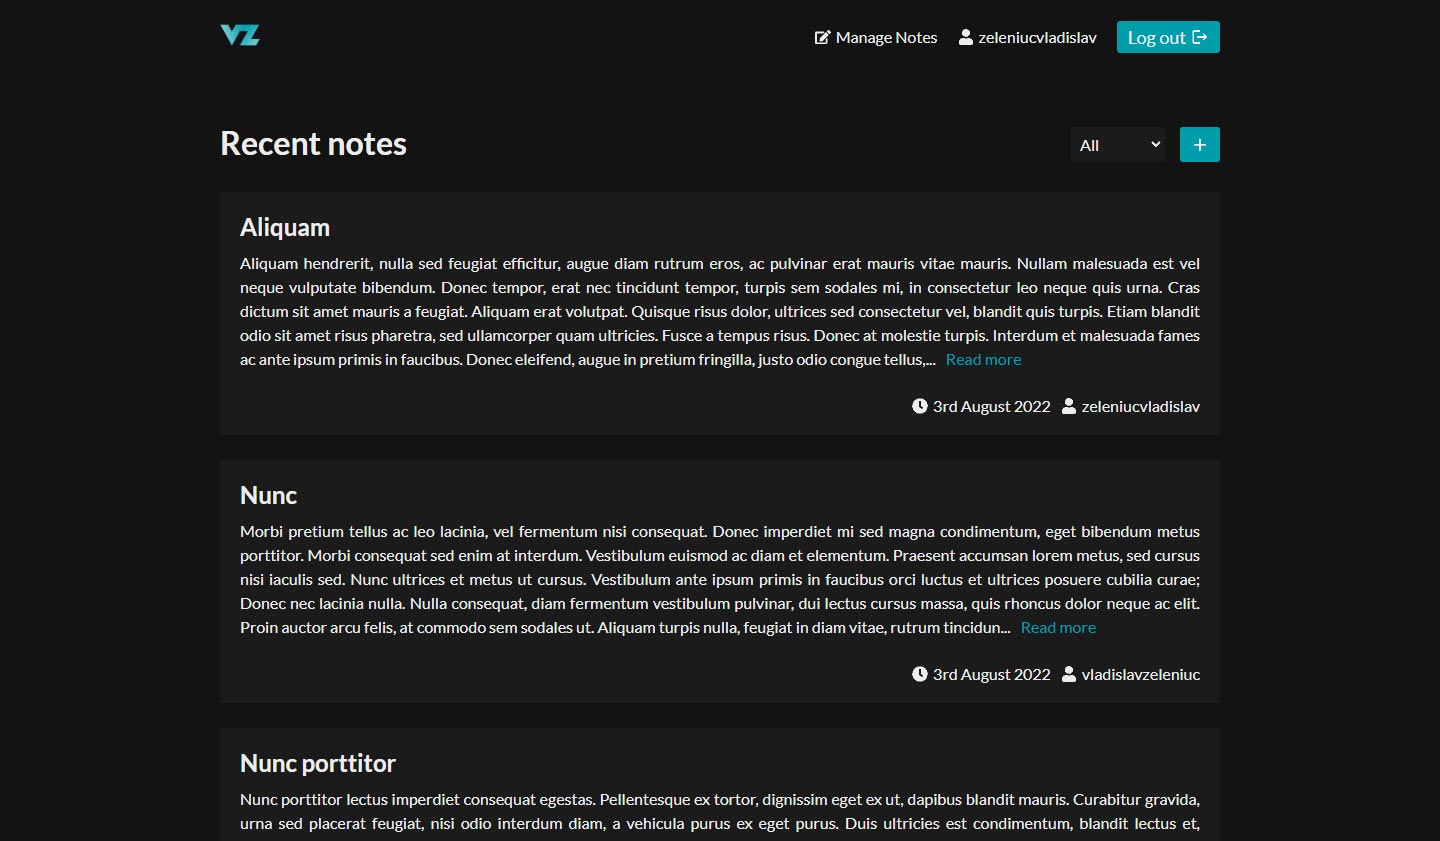 VZ
Manage Notes zeleniucvladislav Log out
Recent notes
All
Aliquam
Aliquam hendrerit, nulla sed feugiat efficitur, augue diam rutrum eros, ac pulvinar erat mauris vitae mauris. Nullam malesuada est vel
neque vulputate bibendum. Donec tempor, erat nec tincidunt tempor, turpis sem sodales mi, in consectetur leo neque quis urna. Cras
dictum sit amet mauris a feugiat. Aliquam erat volutpat. Quisque risus dolor, ultrices sed consectetur vel, blandit quis turpis. Etiam blandit
odio sit amet risus pharetra, sed ullamcorper quam ultricies. Fusce a tempus risus. Donec at molestie turpis. Interdum et malesuada fames
ac ante ipsum primis in faucibus. Donec eleifend, augue in pretium fringilla, justo odio congue tellus,... Read more
3rd August 2022 zeleniucvladislav
Nunc
Morbi pretium tellus ac leo lacinia, vel fermentum nisi consequat. Donec imperdiet mi sed magna condimentum, eget bibendum metus
porttitor. Morbi consequat sed enim at interdum. Vestibulum euismod ac diam et elementum. Praesent accumsan lorem metus, sed cursus
nisi iaculis sed. Nunc ultrices et metus ut cursus. Vestibulum ante ipsum primis in faucibus orci luctus et ultrices posuere cubilia curae;
Donec nec lacinia nulla. Nulla consequat, diam fermentum vestibulum pulvinar, dui lectus cursus massa, quis rhoncus dolor neque ac elit.
Proin auctor arcu felis, at commodo sem sodales ut. Aliquam turpis nulla, feugiat in diam vitae, rutrum tincidun... Read more
3rd August 2022 vladislavzeleniuc
Nunc porttitor
Nunc porttitor lectus imperdiet consequat egestas. Pellentesque ex tortor, dignissim eget ex ut, dapibus blandit mauris. Curabitur gravida,
urna sed placerat feugiat, nisi odio interdum diam, a vehicula purus ex eget purus. Duis ultricies est condimentum, blandit lectus et,